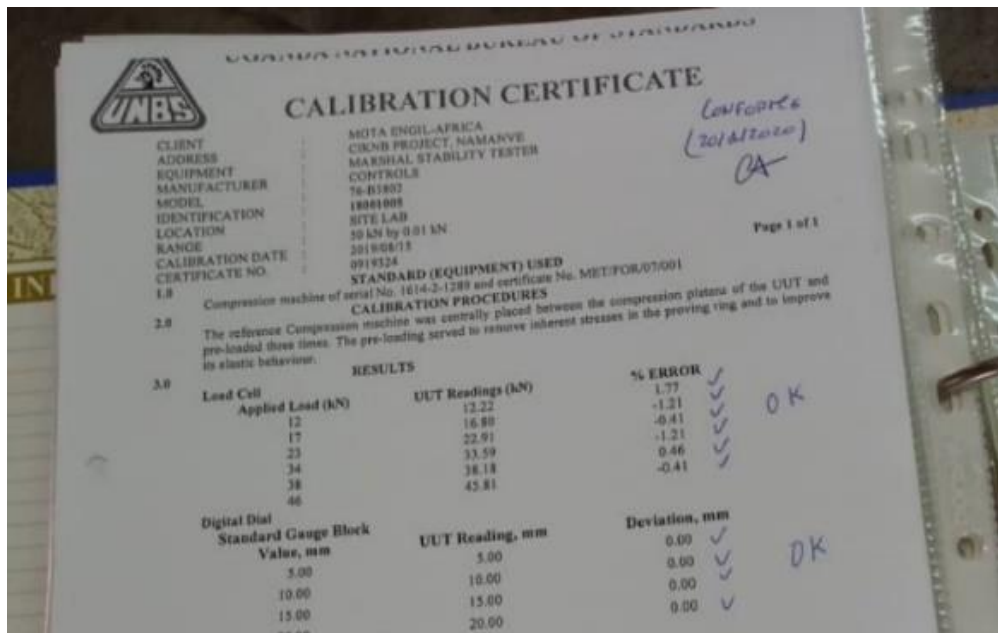 UGANDA NATIONAL BUREAU OF STANDARDS
UNBS
CALIBRATION CERTIFICATE
CLIENT : MOTA ENGIL-AFRICA
ADDRESS : CIKNB PROJECT, NAMANVE
EQUIPMENT : MARSHAL STABILITY TESTER
MANUFACTURER : CONTROLS
MODEL : 76-B3802
IDENTIFICATION : 18001008
LOCATION : SITE LAB
RANGE : 50 kN by 0.01 kN
CALIBRATION DATE : 2019/08/15
CERTIFICATE NO. : 0919324
Page 1 of 1
1.0 STANDARD (EQUIPMENT) USED
Compression machine of serial No. 1614-2-1289 and certificate No. MET/FOR/07/001
2.0 CALIBRATION PROCEDURES
The reference Compression machine was centrally placed between the compression platens of the UUT and
pre-loaded three times. The pre-loading served to remove inherent stresses in the proving ring and to improve
its elastic behaviour.
3.0 RESULTS
Load Cell
Applied Load (kN) UUT Readings (kN) % ERROR
12 12.22 1.77
17 16.80 -1.21
23 22.91 -0.41
34 33.59 -1.21
38 38.18 0.46
46 45.81 -0.41
OK
Digital Dial
Standard Gauge Block UUT Reading, mm Deviation, mm
Value, mm
5.00 5.00 0.00
10.00 10.00 0.00
15.00 15.00 0.00
20.00 0.00
OK